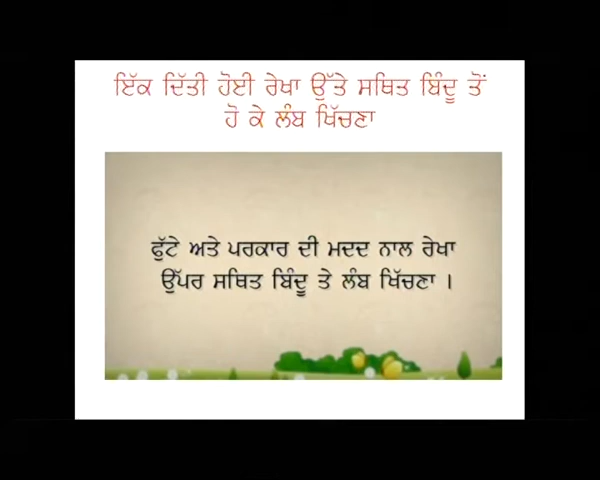 ਇੱਕ ਦਿੱਤੀ ਹੋਈ ਰੇਖਾ ਉੱਤੇ ਸਥਿਤ ਬਿੰਦੂ ਤੋਂ
ਹੋ ਕੇ ਲੰਬ ਖਿੱਚਣਾ
ਫੁੱਟੇ ਅਤੇ ਪਰਕਾਰ ਦੀ ਮਦਦ ਨਾਲ ਰੇਖਾ
ਉੱਪਰ ਸਥਿਤ ਬਿੰਦੂ ਤੇ ਲੰਬ ਖਿੱਚਣਾ ।